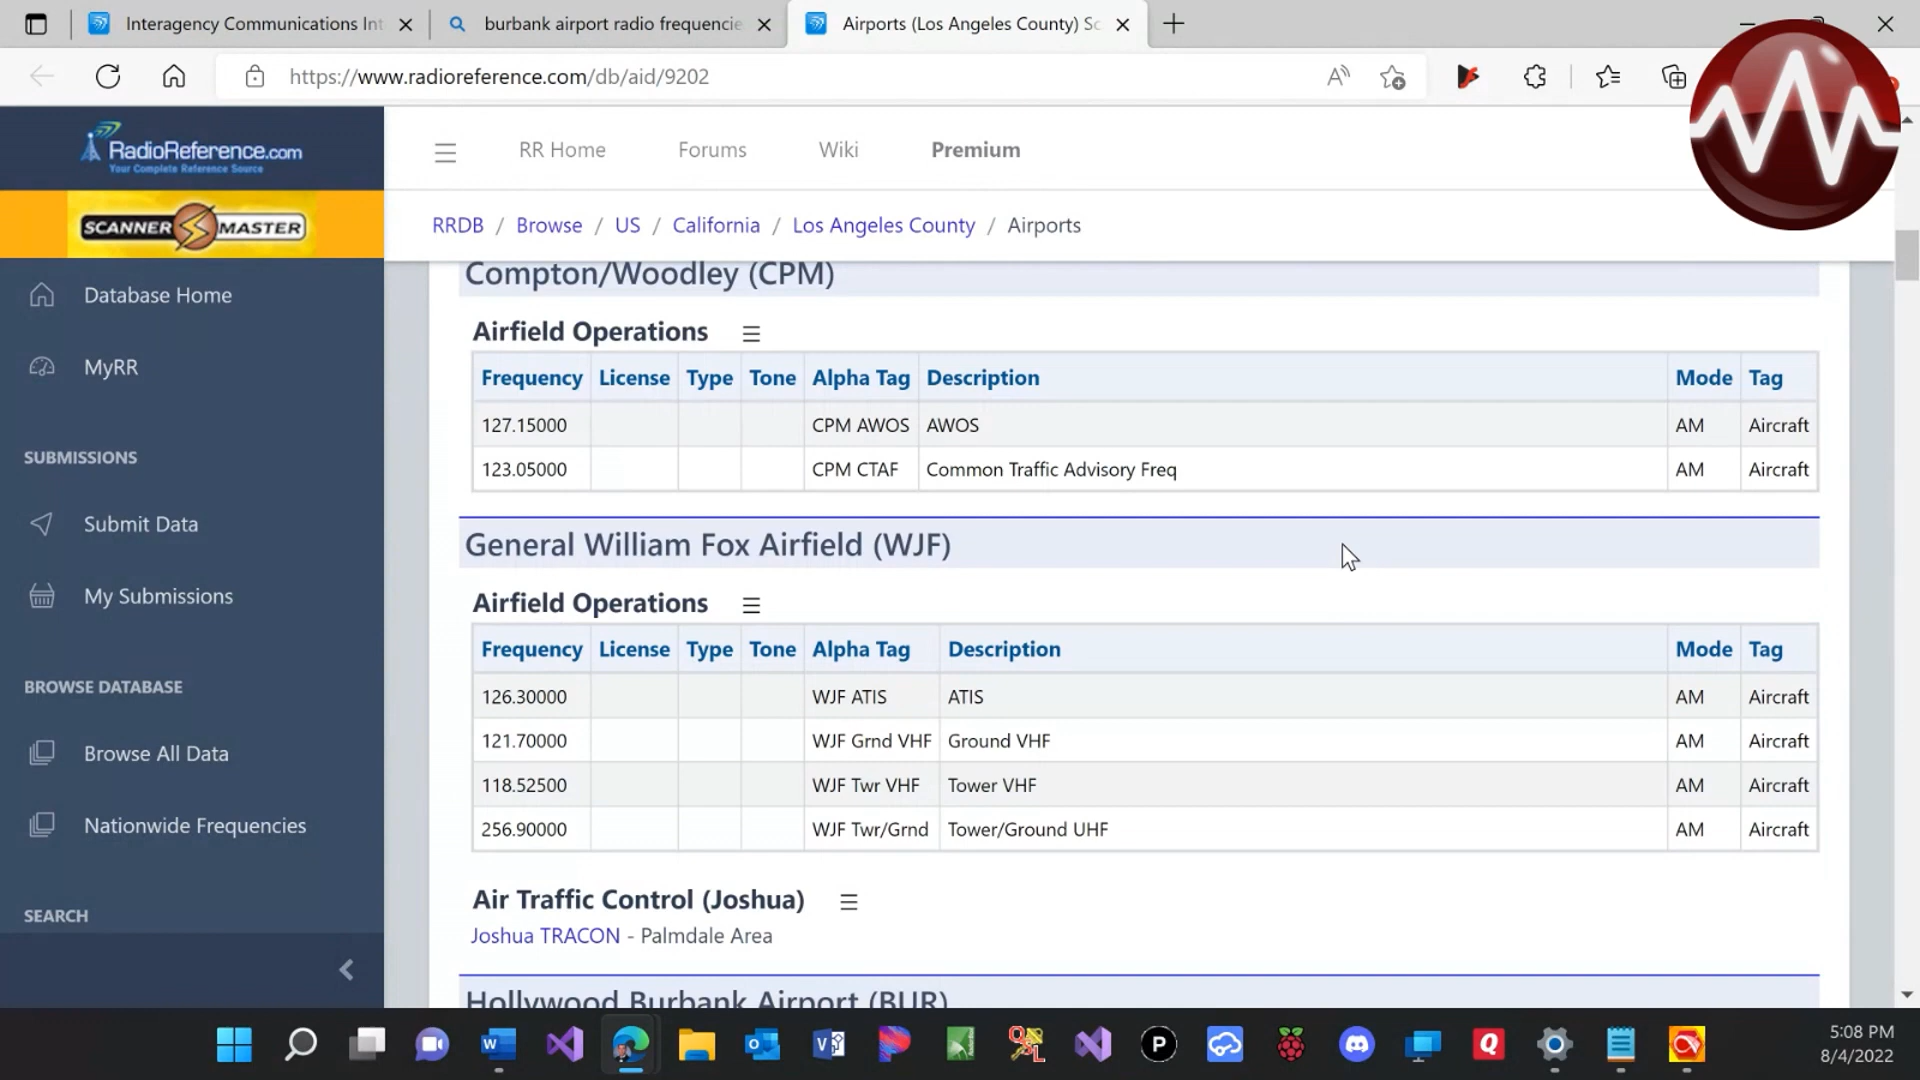 Interagency Communications Int
burbank airport radio frequencie
Airports (Los Angeles County) Sc
https://www.radioreference.com/db/aid/9202
RadioReference.com
Your Complete Reference Source
RR Home
Forums
Wiki
Premium
SCANNER MASTER
RRDB / Browse / US / California / Los Angeles County / Airports
Database Home
MyRR
SUBMISSIONS
Submit Data
My Submissions
BROWSE DATABASE
Browse All Data
Nationwide Frequencies
SEARCH
Compton/Woodley (CPM)
Airfield Operations
Frequency License Type Tone Alpha Tag Description Mode Tag
127.15000 CPM AWOS AWOS AM Aircraft
123.05000 CPM CTAF Common Traffic Advisory Freq AM Aircraft
General William Fox Airfield (WJF)
Airfield Operations
Frequency License Type Tone Alpha Tag Description Mode Tag
126.30000 WJF ATIS ATIS AM Aircraft
121.70000 WJF Grnd VHF Ground VHF AM Aircraft
118.52500 WJF Twr VHF Tower VHF AM Aircraft
256.90000 WJF Twr/Grnd Tower/Ground UHF AM Aircraft
Air Traffic Control (Joshua)
Joshua TRACON - Palmdale Area
Hollywood Burbank Airport (BUR)
5:08 PM
8/4/2022